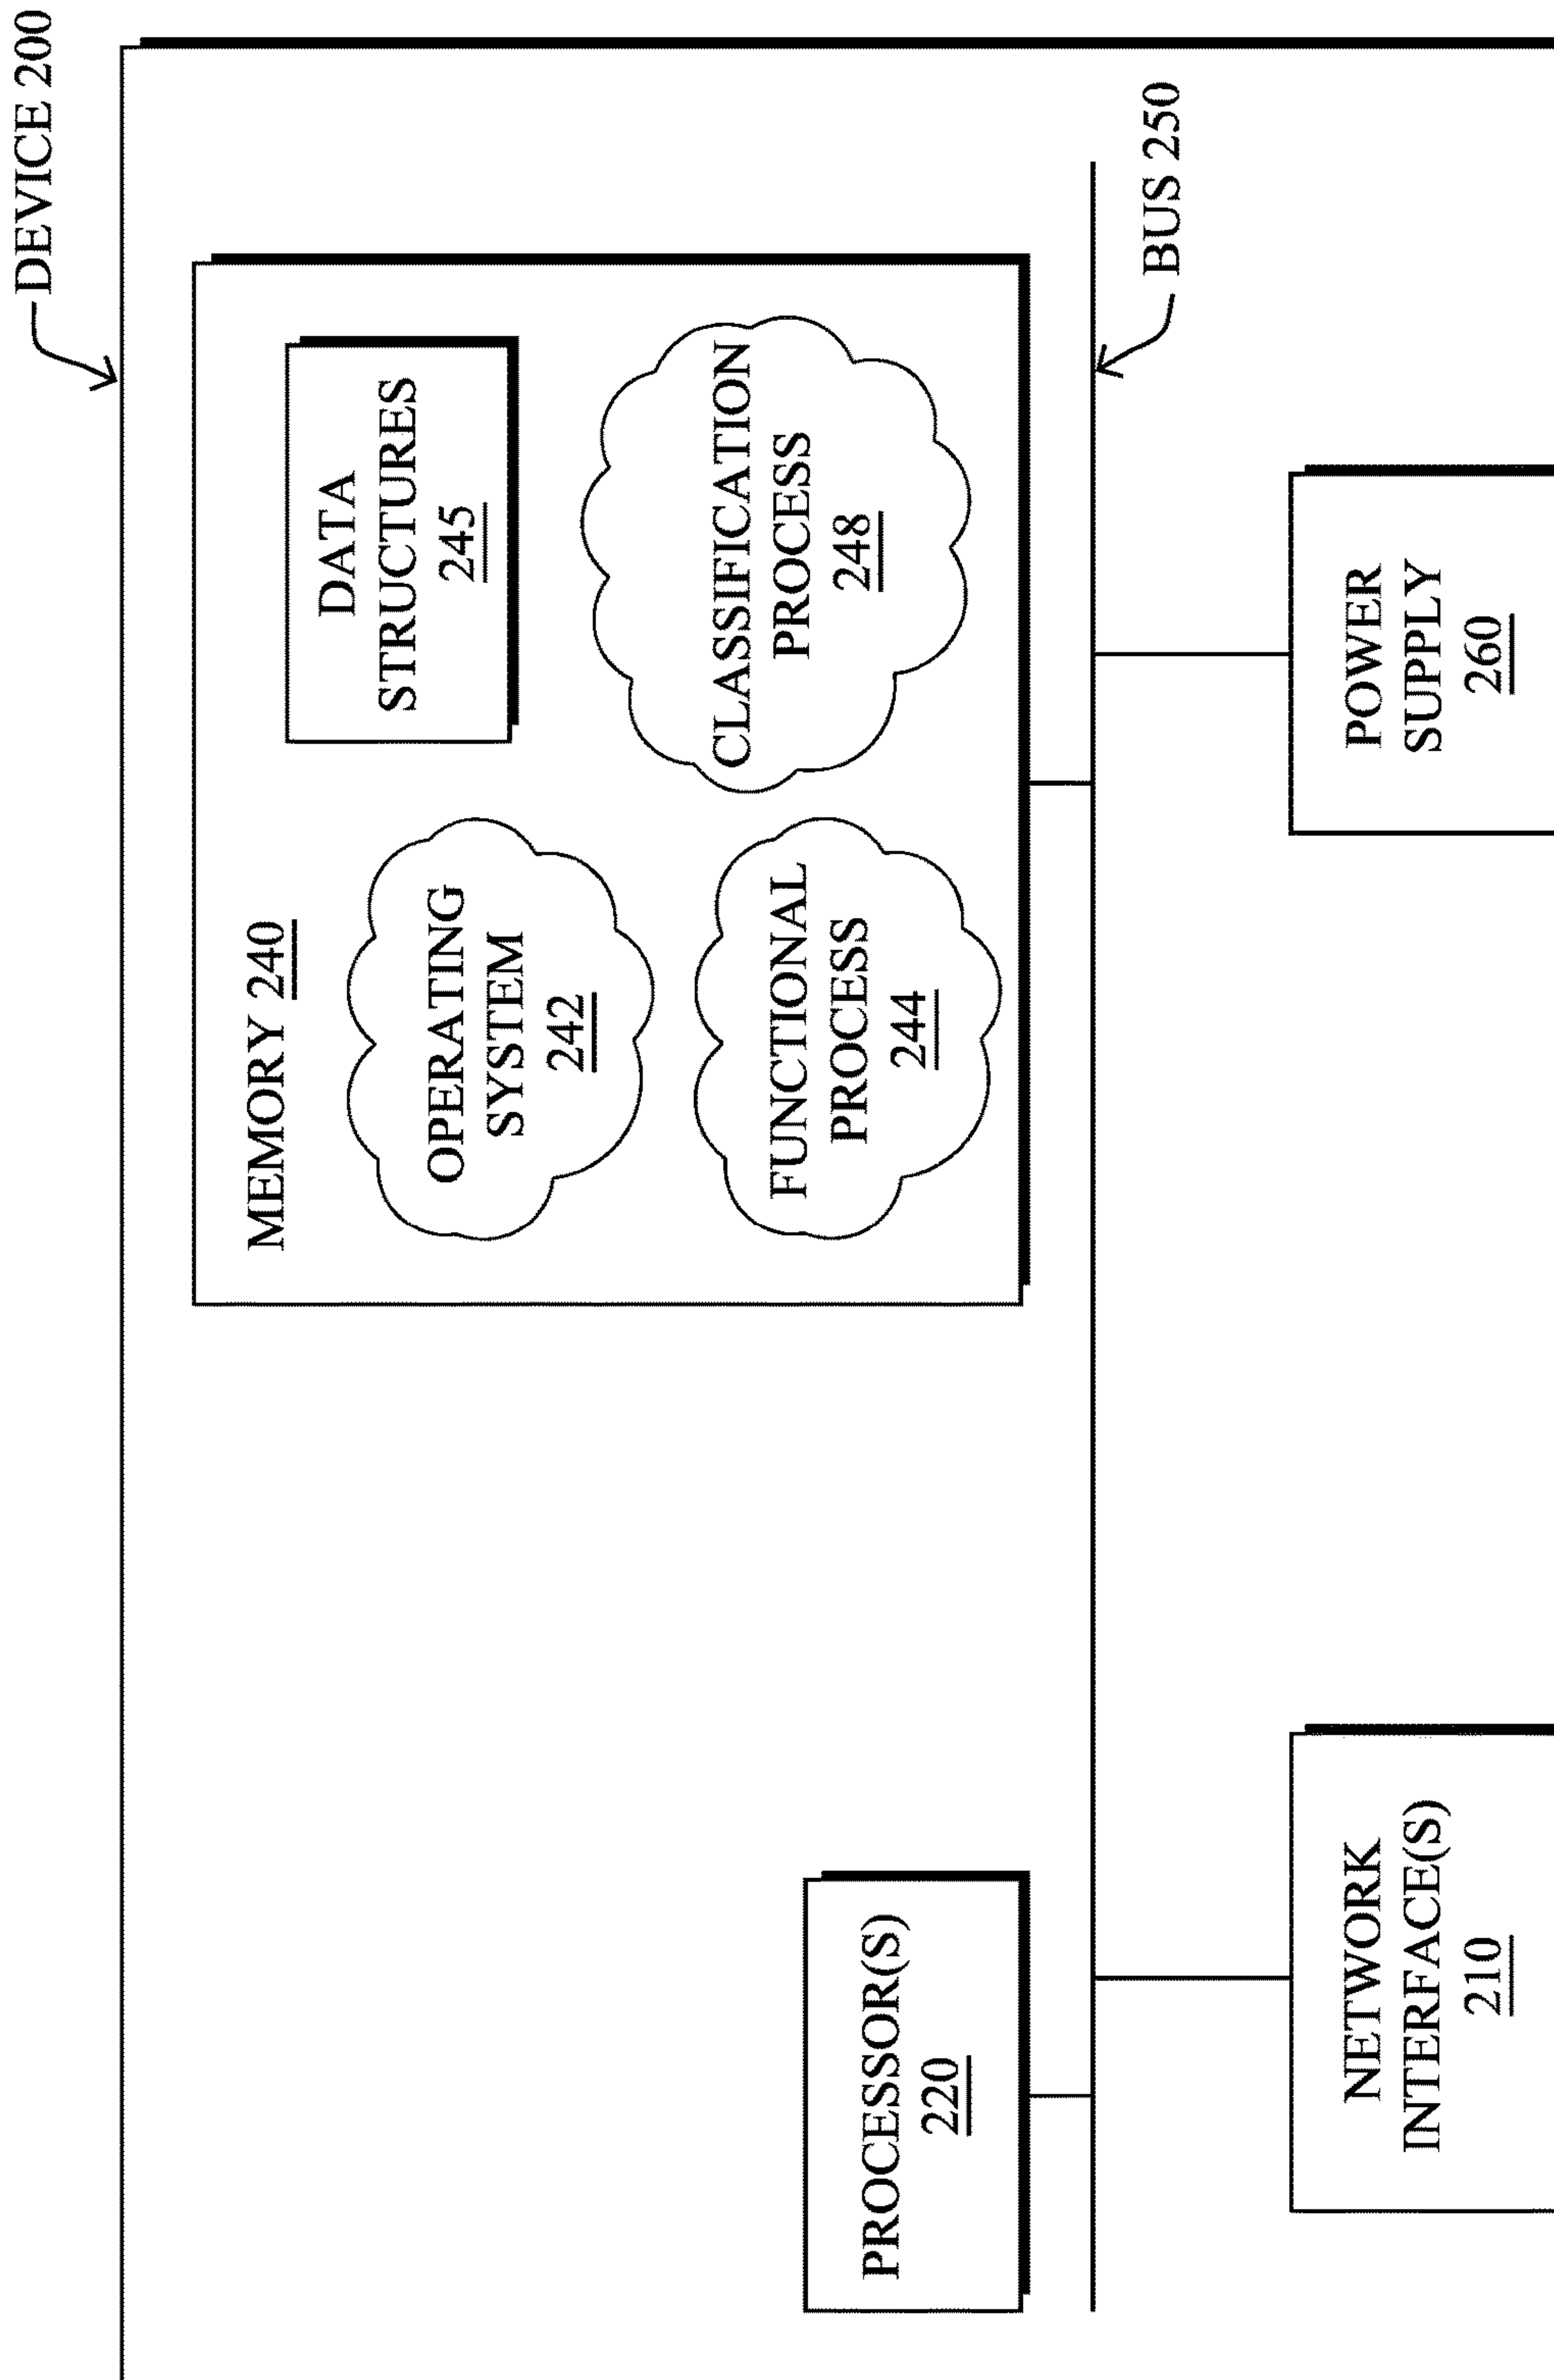 DEVICE 200
MEMORY 240
OPERATING
SYSTEM
242
DATA
STRUCTURES
245
FUNCTIONAL
PROCESS
244
CLASSIFICATION
PROCESS
248
PROCESSOR(S)
220
BUS 250
NETWORK
INTERFACE(S)
210
POWER
SUPPLY
260